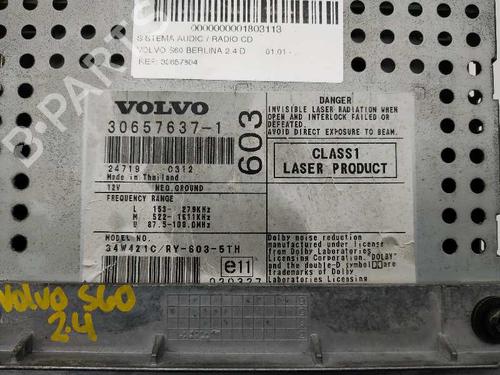 B-PARTS
0000000001803113
SISTEMA AUDIO / RADIO CD
VOLVO S60 BERLINA 2.4 D 01.01 -
REF: 30657804
VOLVO
30657637-1
603
24719 C312
Made in Thailand
12V NEG.GROUND
FREQUENCY RANGE
L 153- 279KHz
M 522-1611KHz
U 87.5-108.0MHz
MODEL NO.
34W421C/RY-603-5TH
e11
DANGER
INVISIBLE LASER RADIATION WHEN
OPEN AND INTERLOCK FAILED OR
DEFEATED.
AVOID DIRECT EXPOSURE TO BEAM.
CLASS1
LASER PRODUCT
Dolby noise reduction
manufactured under license
from Dolby Laboratories
Licensing Corporation. "DOLBY"
and the double-D symbol
are trademarks of Dolby
Laboratories Licensing
VOLVO S60
2.4